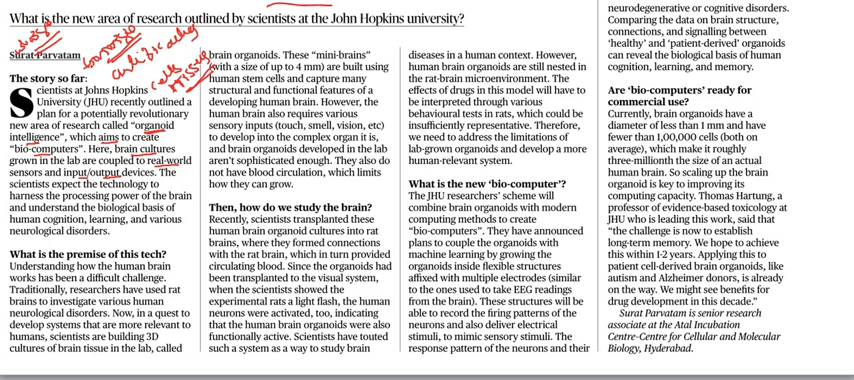 What is the new area of research outlined by scientists at the John Hopkins university?
Surat Parvatam
The story so far:
Scientists at Johns Hopkins
University (JHU) recently outlined a
plan for a potentially revolutionary
new area of research called “organoid
intelligence”, which aims to create
“bio-computers”. Here, brain cultures
grown in the lab are coupled to real-world
sensors and input/output devices. The
scientists expect the technology to
harness the processing power of the brain
and understand the biological basis of
human cognition, learning, and various
neurological disorders.
What is the premise of this tech?
Understanding how the human brain
works has been a difficult challenge.
Traditionally, researchers have used rat
brains to investigate various human
neurological disorders. Now, in a quest to
develop systems that are more relevant to
humans, scientists are building 3D
cultures of brain tissue in the lab, called
brain organoids. These “mini-brains”
(with a size of up to 4 mm) are built using
human stem cells and capture many
structural and functional features of a
developing human brain. However, the
human brain also requires various
sensory inputs (touch, smell, vision, etc)
to develop into the complex organ it is,
and brain organoids developed in the lab
aren’t sophisticated enough. They also do
not have blood circulation, which limits
how they can grow.
Then, how do we study the brain?
Recently, scientists transplanted these
human brain organoid cultures into rat
brains, where they formed connections
with the rat brain, which in turn provided
circulating blood. Since the organoids had
been transplanted to the visual system,
when the scientists showed the
experimental rats a light flash, the human
neurons were activated, too, indicating
that the human brain organoids were also
functionally active. Scientists have touted
such a system as a way to study brain
diseases in a human context. However,
human brain organoids are still nested in
the rat-brain microenvironment. The
effects of drugs in this model will have to
be interpreted through various
behavioural tests in rats, which could be
insufficiently representative. Therefore,
we need to address the limitations of
lab-grown organoids and develop a more
human-relevant system.
What is the new ‘bio-computer’?
The JHU researchers’ scheme will
combine brain organoids with modern
computing methods to create
“bio-computers”. They have announced
plans to couple the organoids with
machine learning by growing the
organoids inside flexible structures
affixed with multiple electrodes (similar
to the ones used to take EEG readings
from the brain). These structures will be
able to record the firing patterns of the
neurons and also deliver electrical
stimuli, to mimic sensory stimuli. The
response pattern of the neurons and their
neurodegenerative or cognitive disorders.
Comparing the data on brain structure,
connections, and signalling between
‘healthy’ and ‘patient-derived’ organoids
can reveal the biological basis of human
cognition, learning, and memory.
Are ‘bio-computers’ ready for
commercial use?
Currently, brain organoids have a
diameter of less than 1 mm and have
fewer than 1,00,000 cells (both on
average), which make it roughly
three-millionth the size of an actual
human brain. So scaling up the brain
organoid is key to improving its
computing capacity. Thomas Hartung, a
professor of evidence-based toxicology at
JHU who is leading this work, said that
“the challenge is now to establish
long-term memory. We hope to achieve
this within 1-2 years. Applying this to
patient cell-derived brain organoids, like
autism and Alzheimer donors, is already
on the way. We might see benefits for
drug development in this decade.”
Surat Parvatam is senior research
associate at the Atal Incubation
Centre-Centre for Cellular and Molecular
Biology, Hyderabad.
cells
tissue